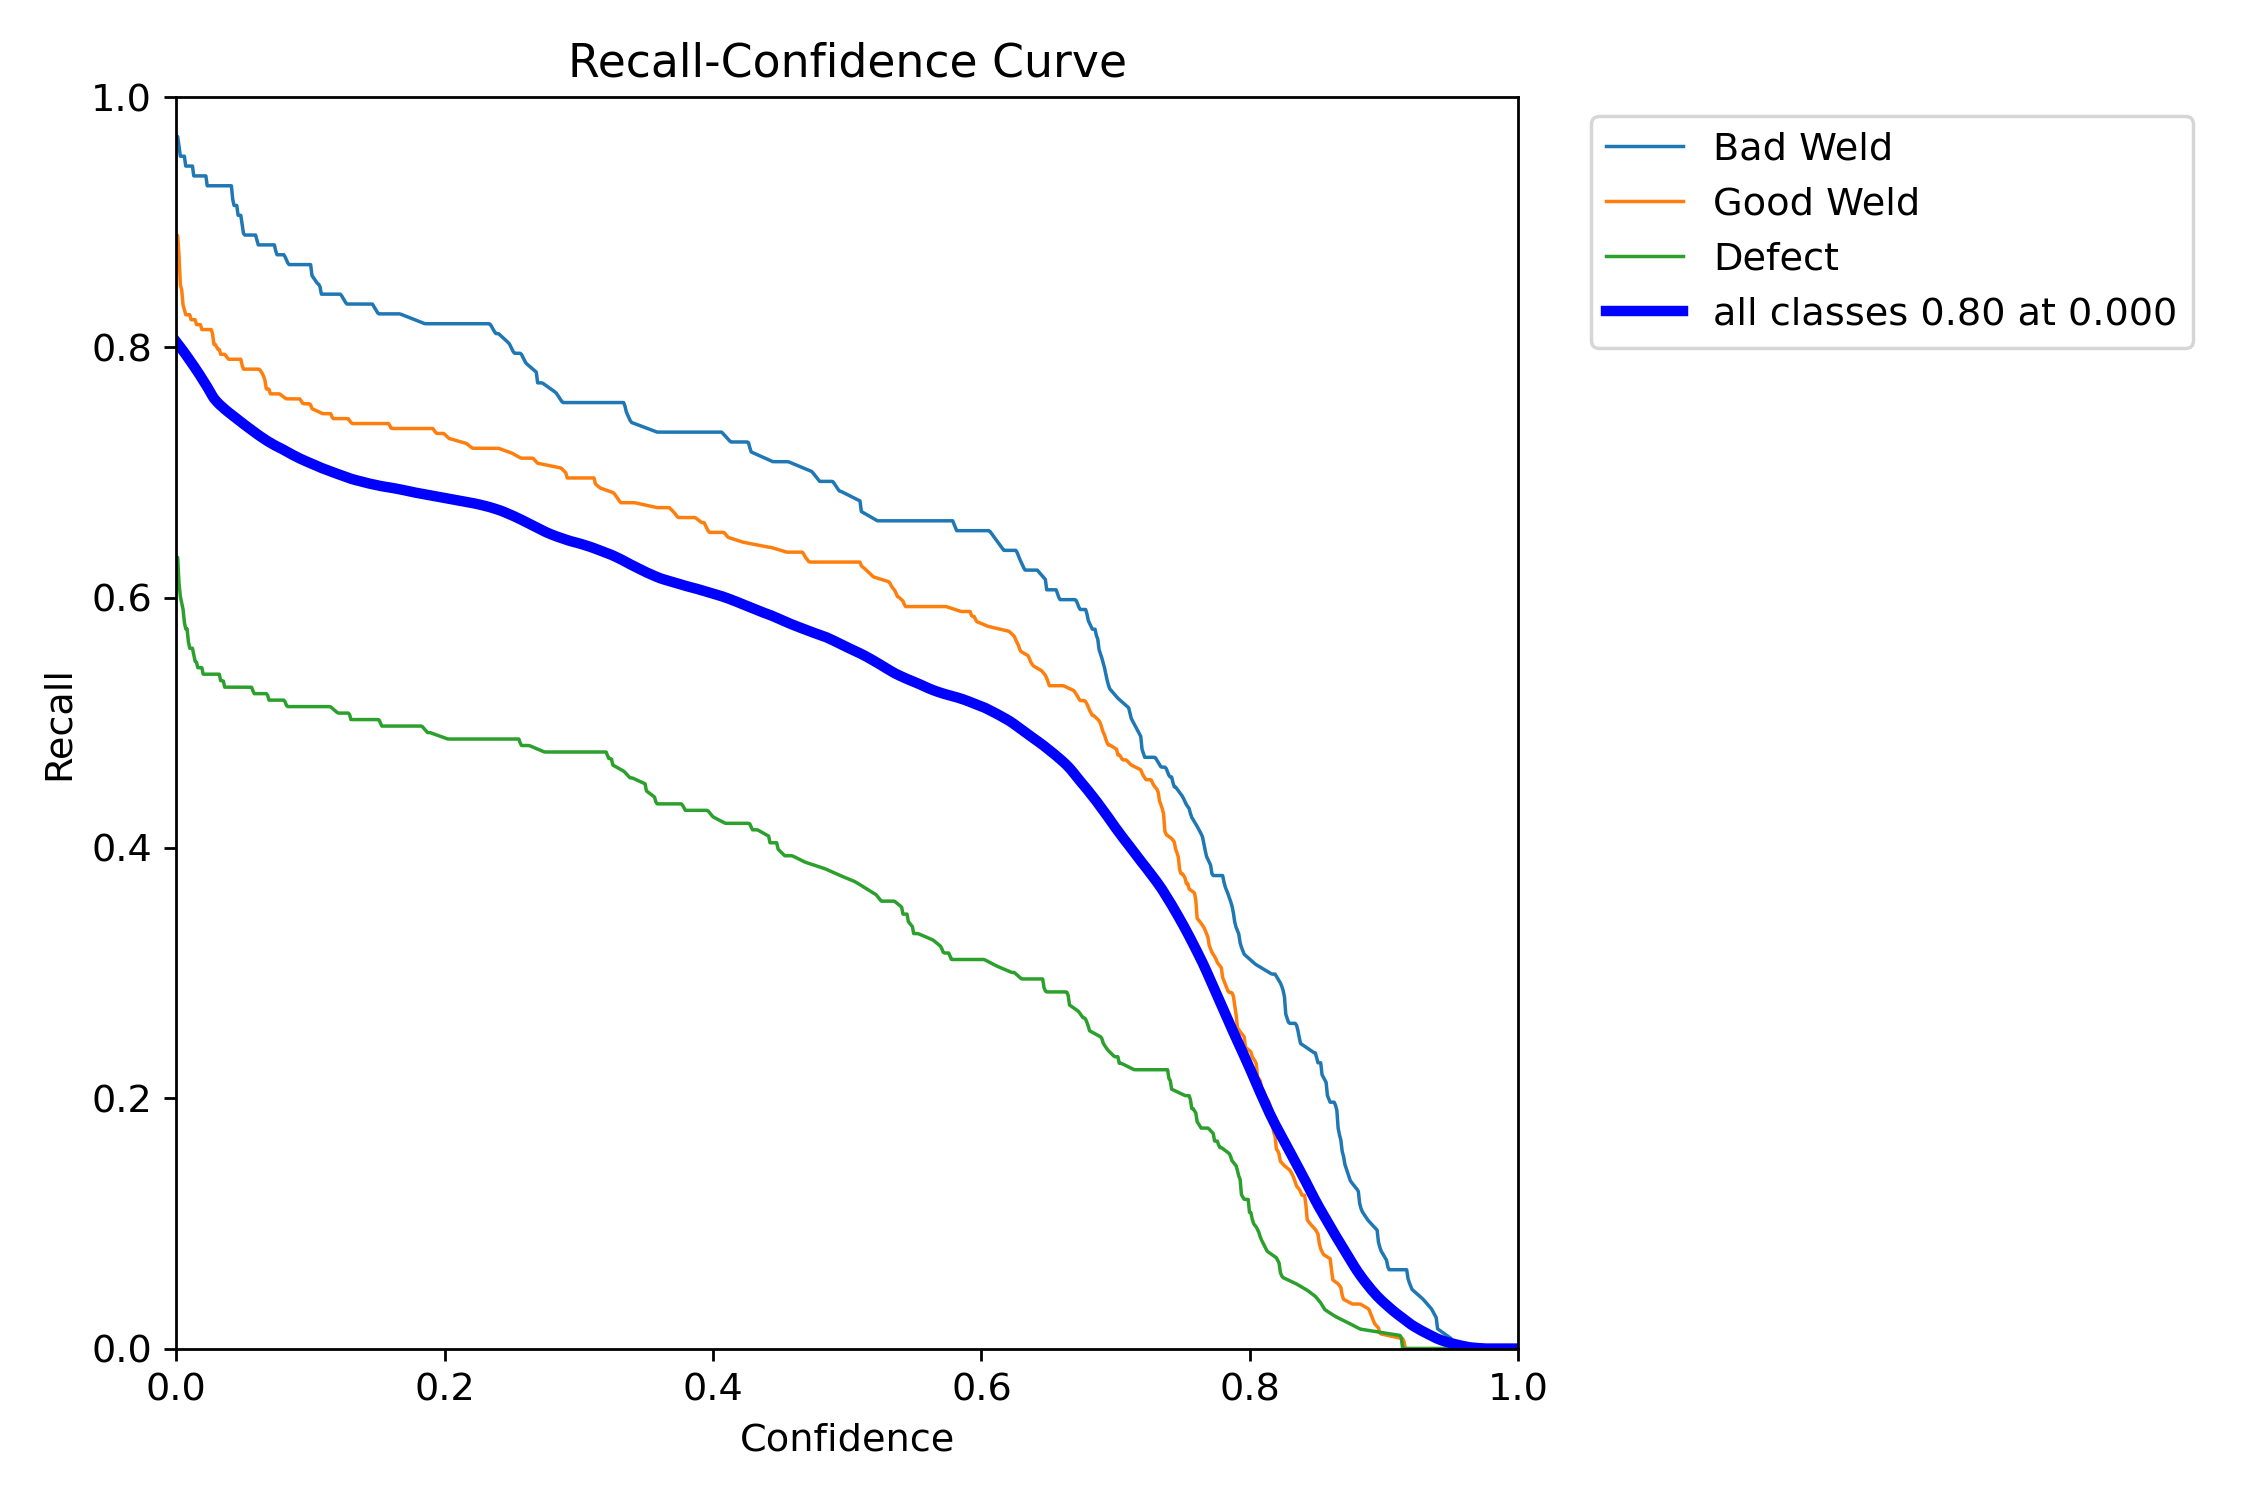 Recall-Confidence Curve
1.0
0.8
0.6
0.4
0.2
0.0
Recall
0.0 0.2 0.4 0.6 0.8 1.0
Confidence
Bad Weld
Good Weld
Defect
all classes 0.80 at 0.000